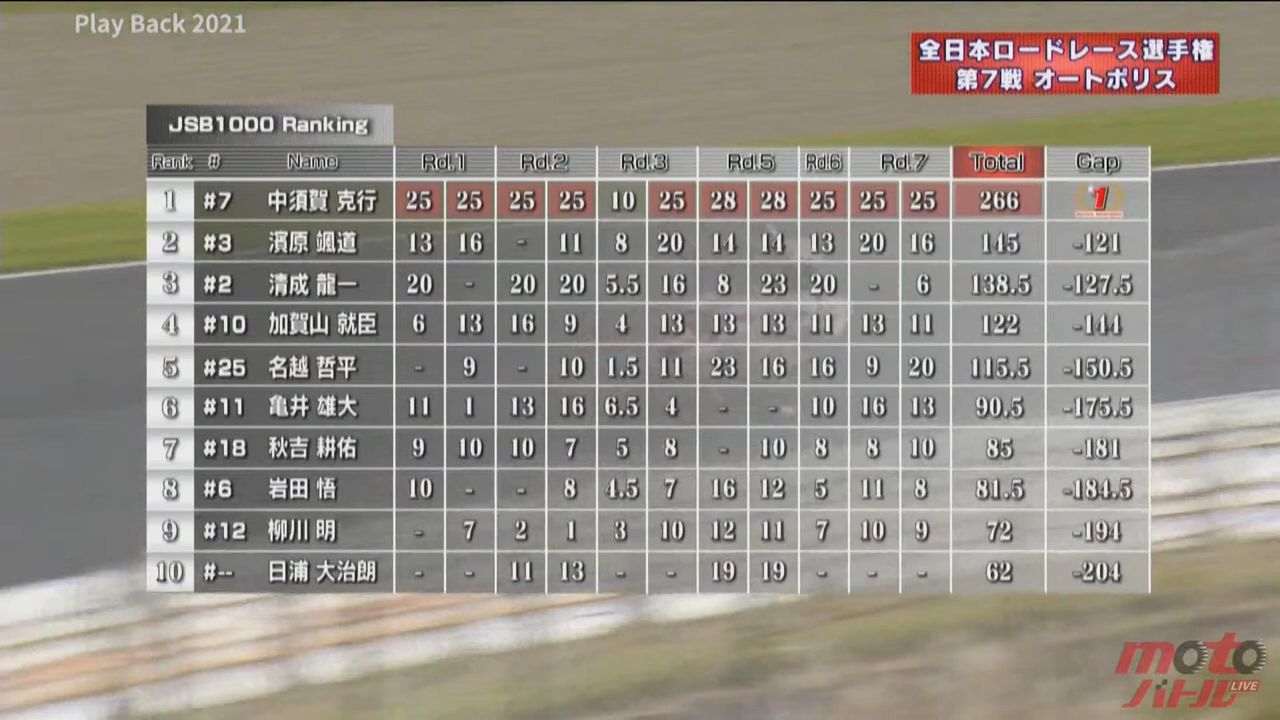 Play Back 2021
全日本ロードレース選手権
第7戦 オートポリス
JSB1000 Ranking
Rank # Name Rd.1 Rd.2 Rd.3 Rd.5 Rd.6 Rd.7 Total Gap
1 #7 中須賀 克行 25 25 25 25 10 25 28 28 25 25 25 266 1
2 #3 濱原 颯道 13 16 - 11 8 20 14 14 13 20 16 145 -121
3 #2 清成 龍一 20 - 20 20 5.5 16 8 23 20 - 6 138.5 -127.5
4 #10 加賀山 就臣 6 13 16 9 4 13 13 13 11 13 11 122 -144
5 #25 名越 哲平 - 9 - 10 1.5 11 23 16 16 9 20 115.5 -150.5
6 #11 亀井 雄大 11 1 13 16 6.5 4 - - 10 16 13 90.5 -175.5
7 #18 秋吉 耕佑 9 10 10 7 5 8 - 10 8 8 10 85 -181
8 #6 岩田 悟 10 - - 8 4.5 7 16 12 5 11 8 81.5 -184.5
9 #12 柳川 明 - 7 2 1 3 10 12 11 7 10 9 72 -194
10 #-- 日浦 大治朗 - - 11 13 - - 19 19 - - - 62 -204
moto
バトル LIVE